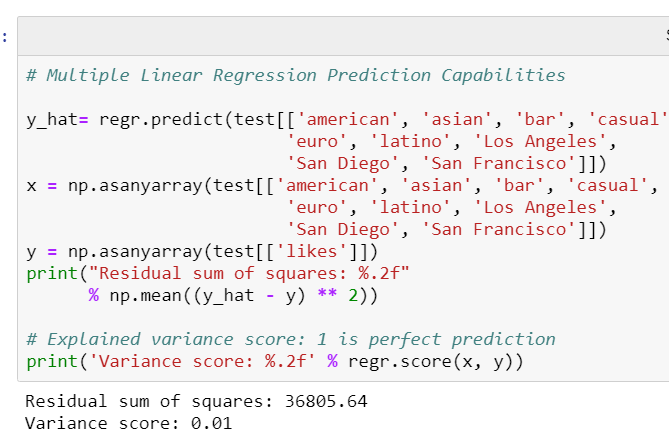 :
# Multiple Linear Regression Prediction Capabilities
y_hat= regr.predict(test[['american', 'asian', 'bar', 'casual'
'euro', 'latino', 'Los Angeles',
'San Diego', 'San Francisco']])
x = np.asanyarray(test[['american', 'asian', 'bar', 'casual',
'euro', 'latino', 'Los Angeles',
'San Diego', 'San Francisco']])
y = np.asanyarray(test[['likes']])
print("Residual sum of squares: %.2f"
% np.mean((y_hat - y) ** 2))
# Explained variance score: 1 is perfect prediction
print('Variance score: %.2f' % regr.score(x, y))
Residual sum of squares: 36805.64
Variance score: 0.01